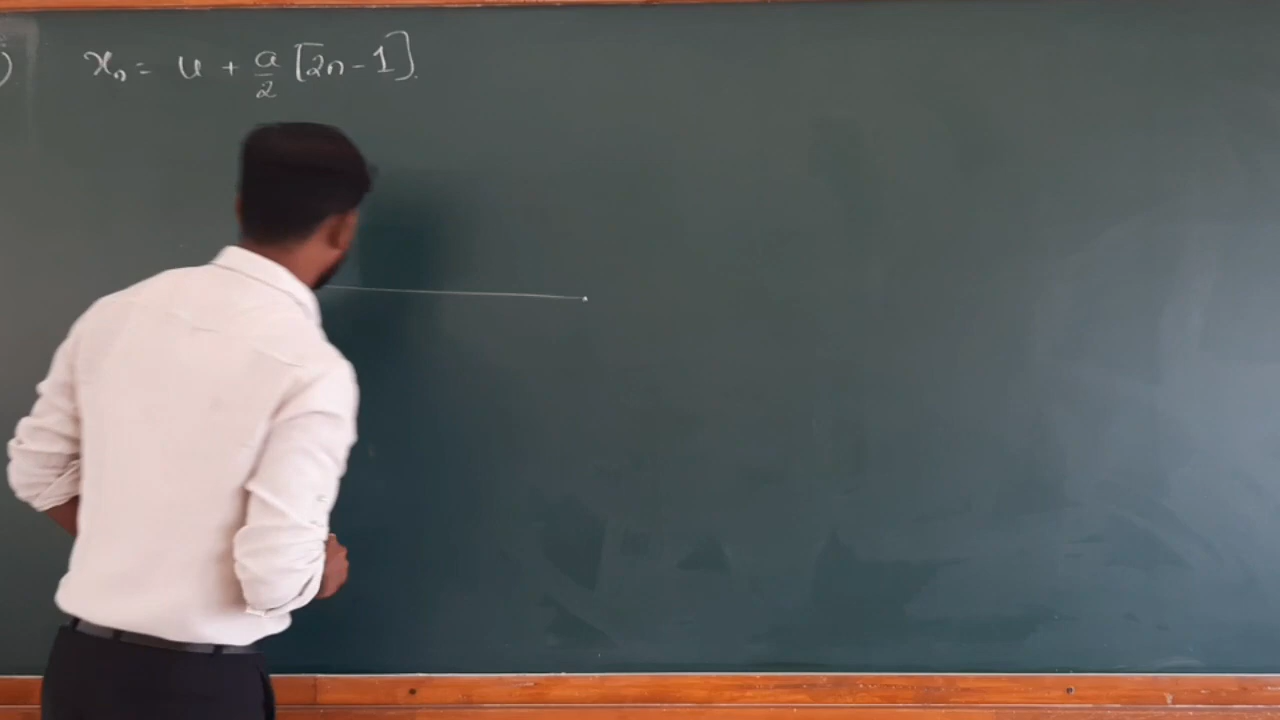 ) xₙ = u + a/2 [2n - 1].